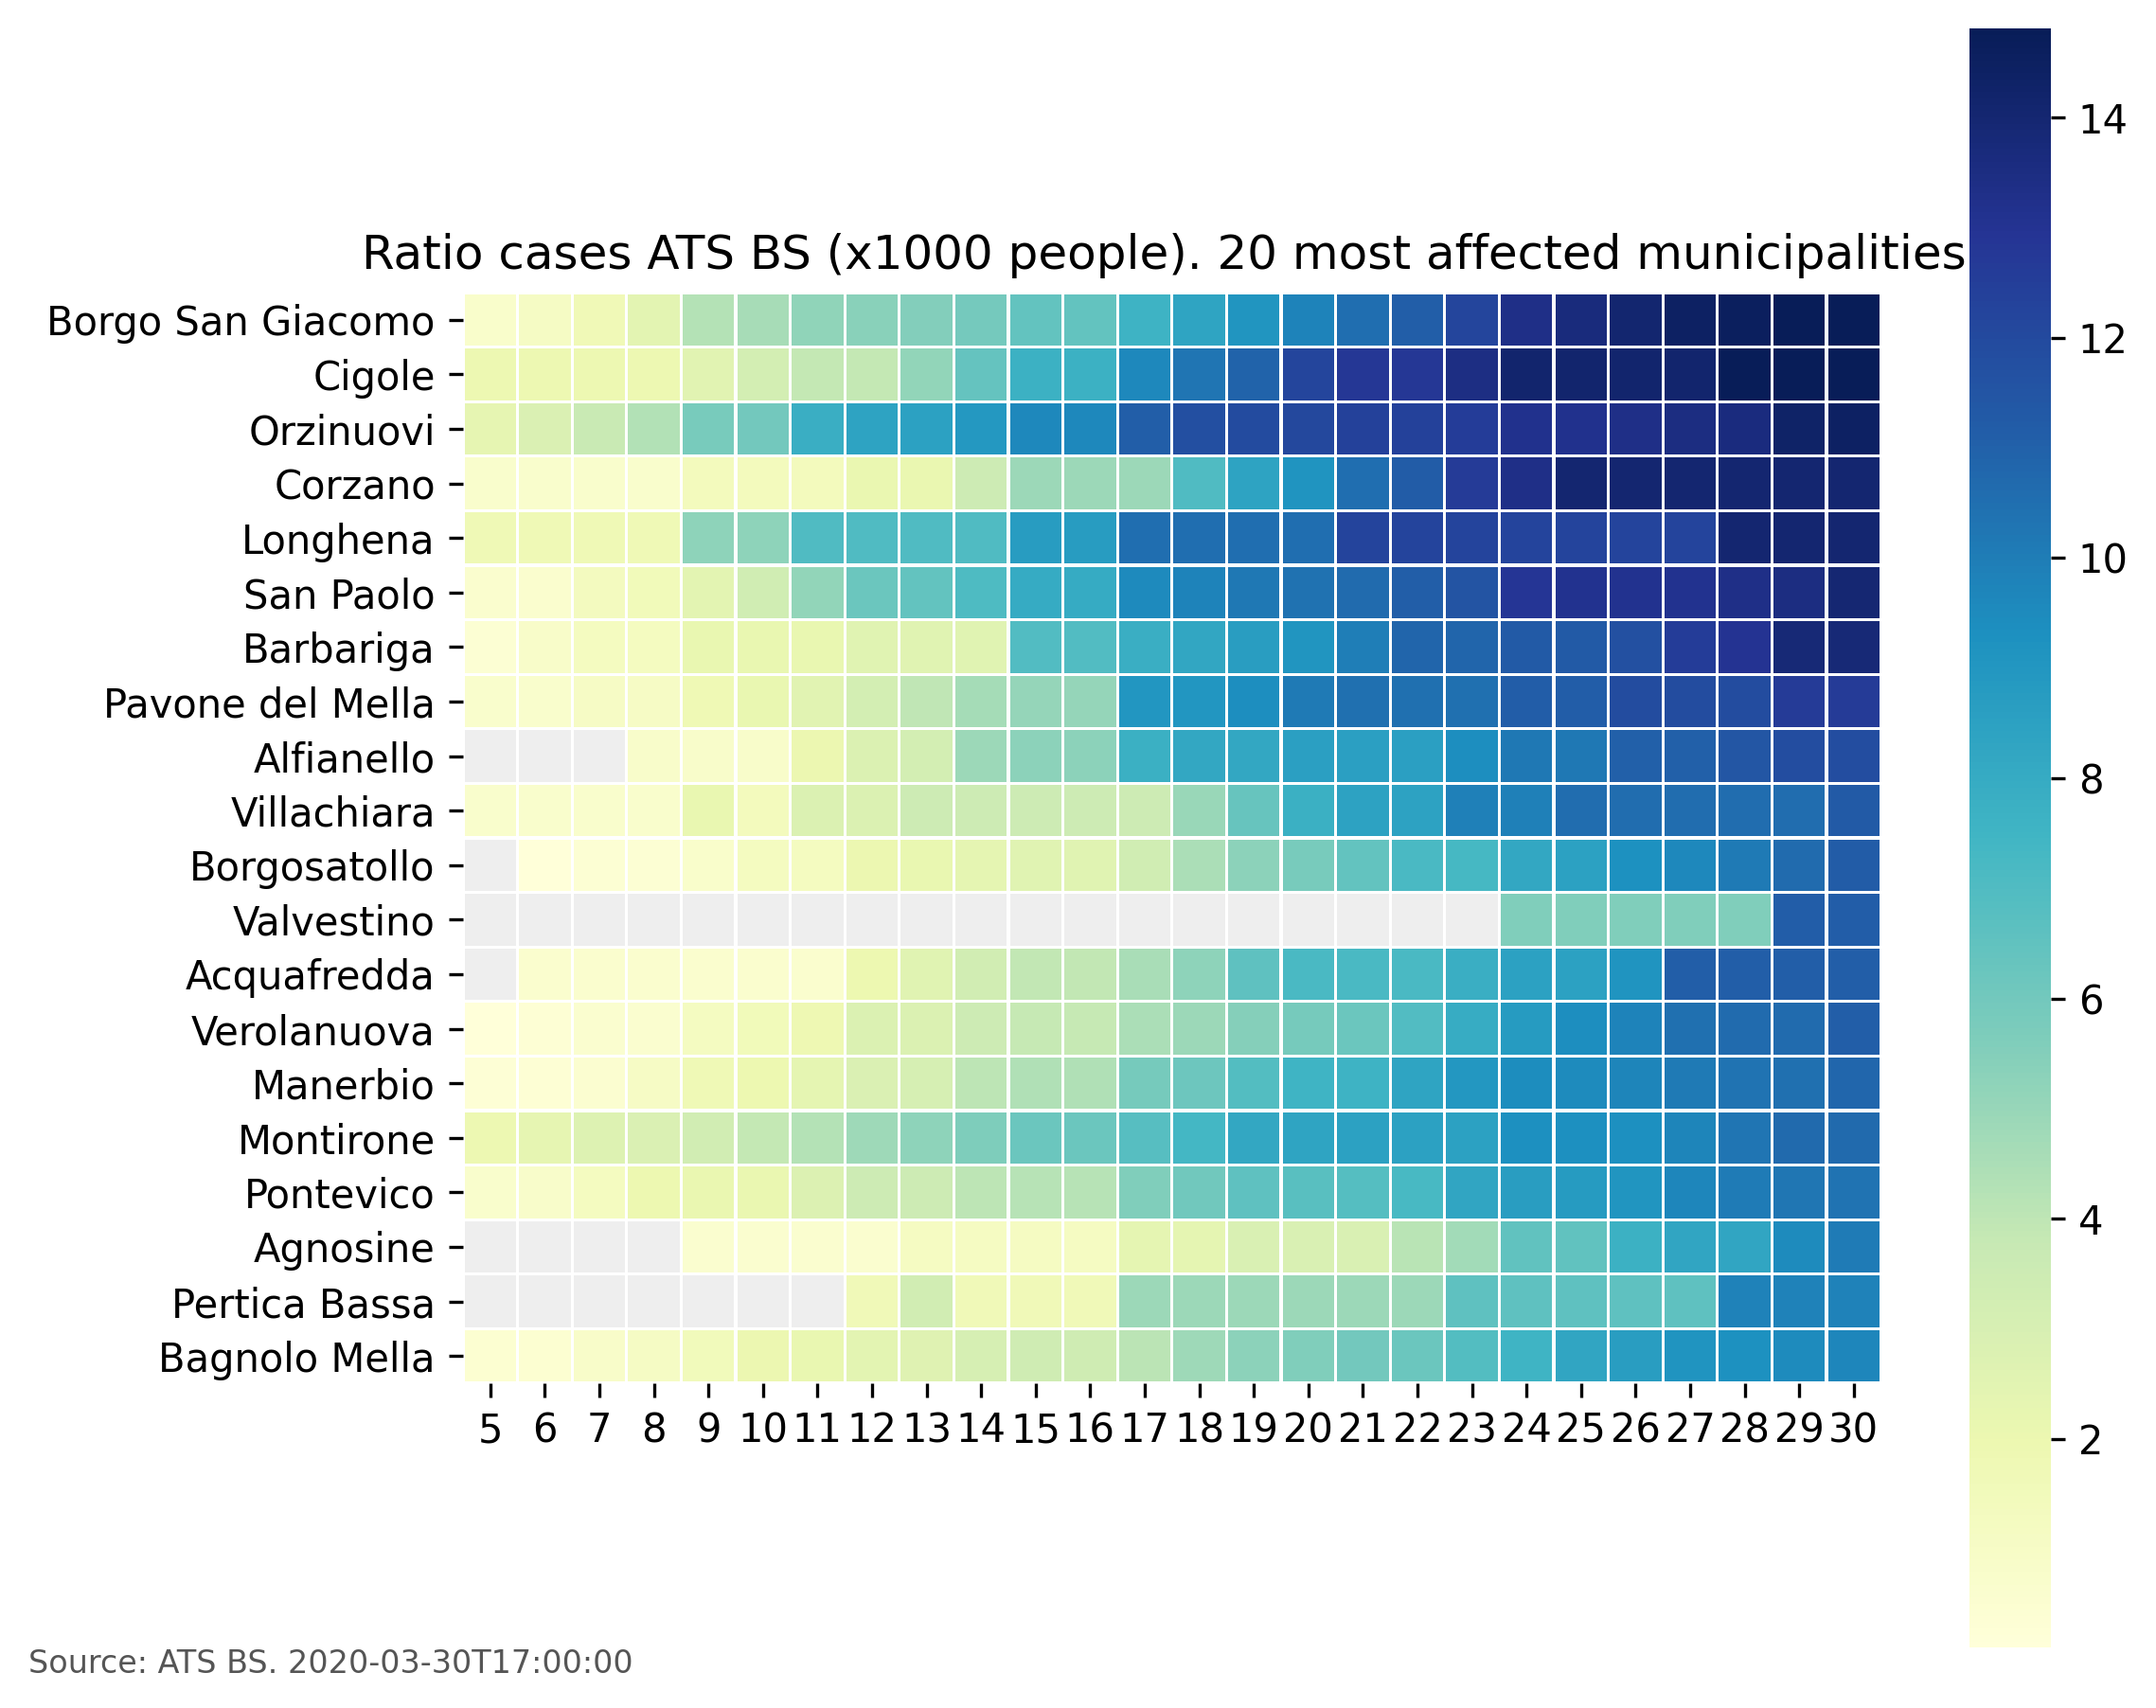 Ratio cases ATS BS (x1000 people). 20 most affected municipalities
Borgo San Giacomo
Cigole
Orzinuovi
Corzano
Longhena
San Paolo
Barbariga
Pavone del Mella
Alfianello
Villachiara
Borgosatollo
Valvestino
Acquafredda
Verolanuova
Manerbio
Montirone
Pontevico
Agnosine
Pertica Bassa
Bagnolo Mella
5 6 7 8 9 10 11 12 13 14 15 16 17 18 19 20 21 22 23 24 25 26 27 28 29 30
14
12
10
8
6
4
2
Source: ATS BS. 2020-03-30T17:00:00